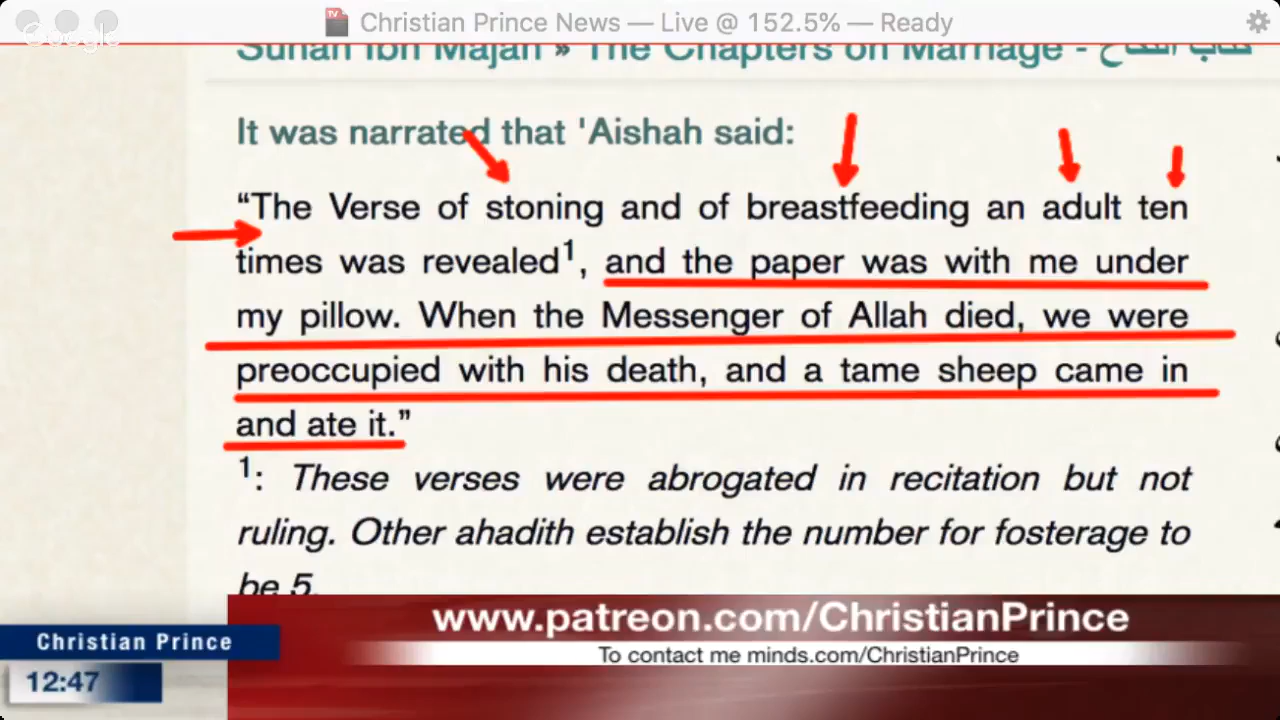 Christian Prince News — Live @ 152.5% — Ready
Google
Sunan Ibn Majah » The Chapters on Marriage - كتاب النكاح
It was narrated that 'Aishah said:
“The Verse of stoning and of breastfeeding an adult ten
times was revealed¹, and the paper was with me under
my pillow. When the Messenger of Allah died, we were
preoccupied with his death, and a tame sheep came in
and ate it.”
¹: These verses were abrogated in recitation but not
ruling. Other ahadith establish the number for fosterage to
be 5.
www.patreon.com/ChristianPrince
Christian Prince
To contact me minds.com/ChristianPrince
12:47